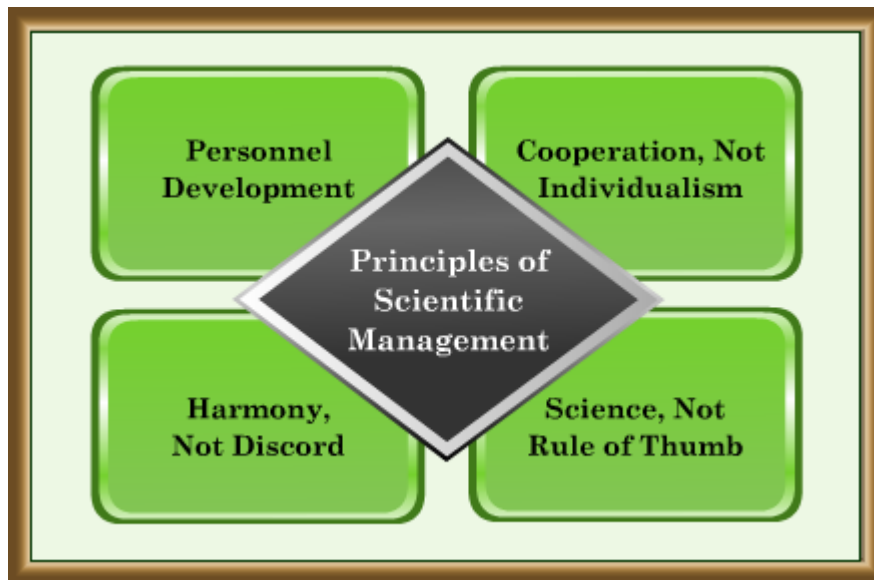 Personnel
Development
Cooperation, Not
Individualism
Principles of
Scientific
Management
Harmony,
Not Discord
Science, Not
Rule of Thumb